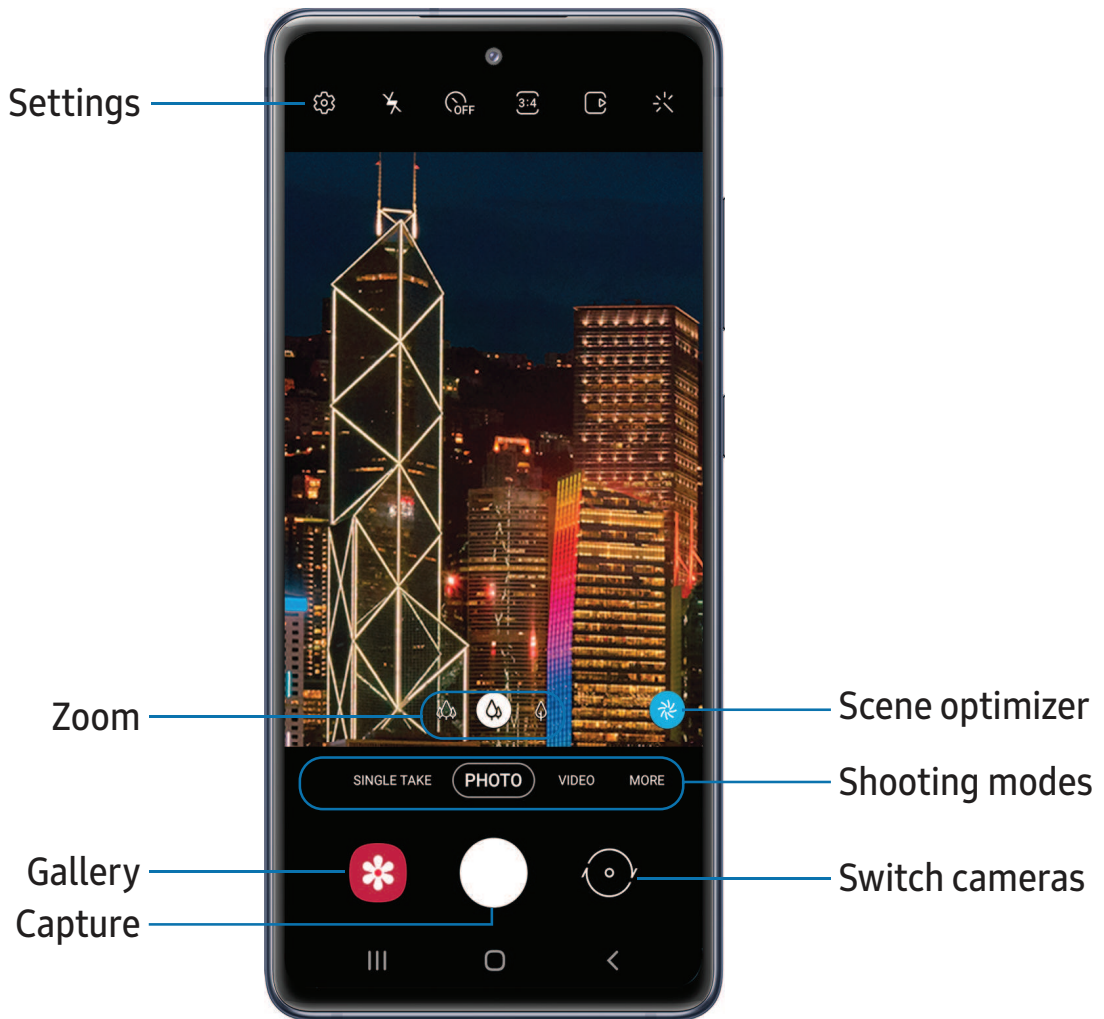 Settings
OFF
3:4
Zoom
Scene optimizer
SINGLE TAKE PHOTO VIDEO MORE
Shooting modes
Gallery
Switch cameras
Capture